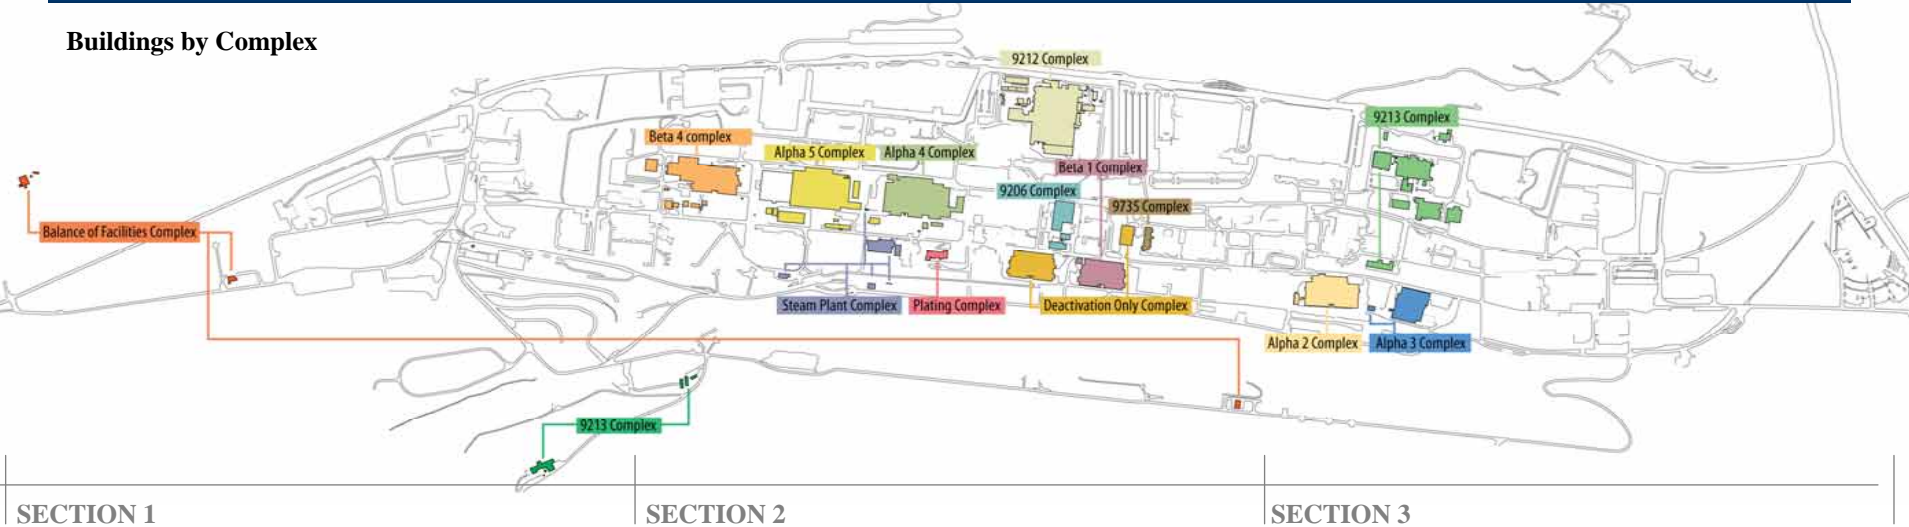 Buildings by Complex
9212 Complex
9213 Complex
Beta 4 complex
Alpha 5 Complex
Alpha 4 Complex
Beta 1 Complex
9206 Complex
9735 Complex
Balance of Facilities Complex
Steam Plant Complex
Plating Complex
Deactivation Only Complex
Alpha 2 Complex
Alpha 3 Complex
9213 Complex
SECTION 1
SECTION 2
SECTION 3